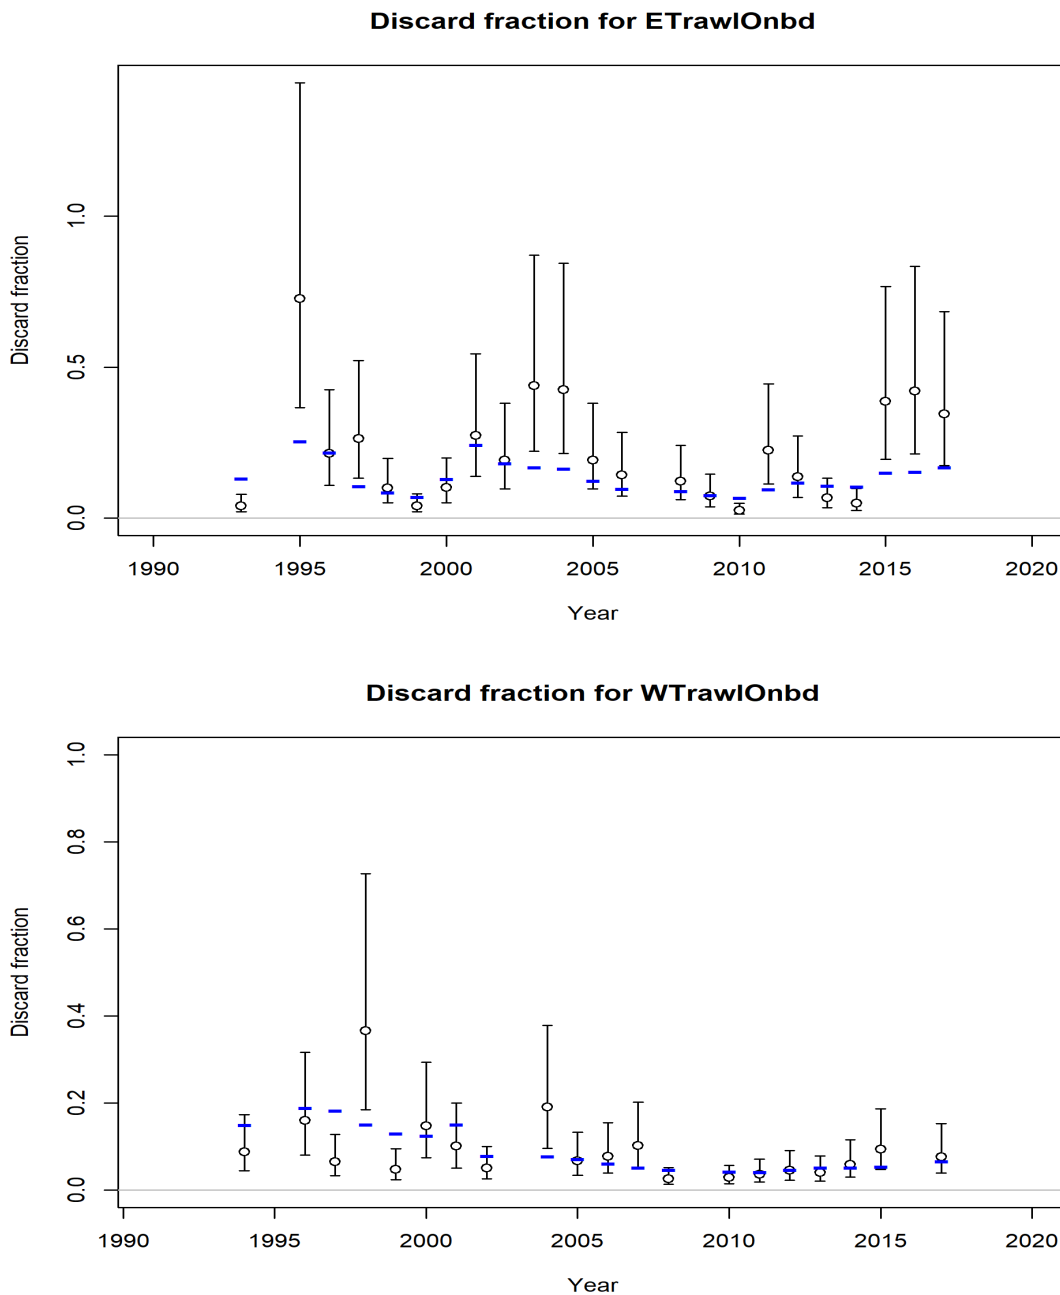 Discard fraction for ETrawlOnbd
Discard fraction
1.0
0.5
0.0
1990 1995 2000 2005 2010 2015 2020
Year
Discard fraction for WTrawlOnbd
Discard fraction
1.0
0.8
0.6
0.4
0.2
0.0
1990 1995 2000 2005 2010 2015 2020
Year